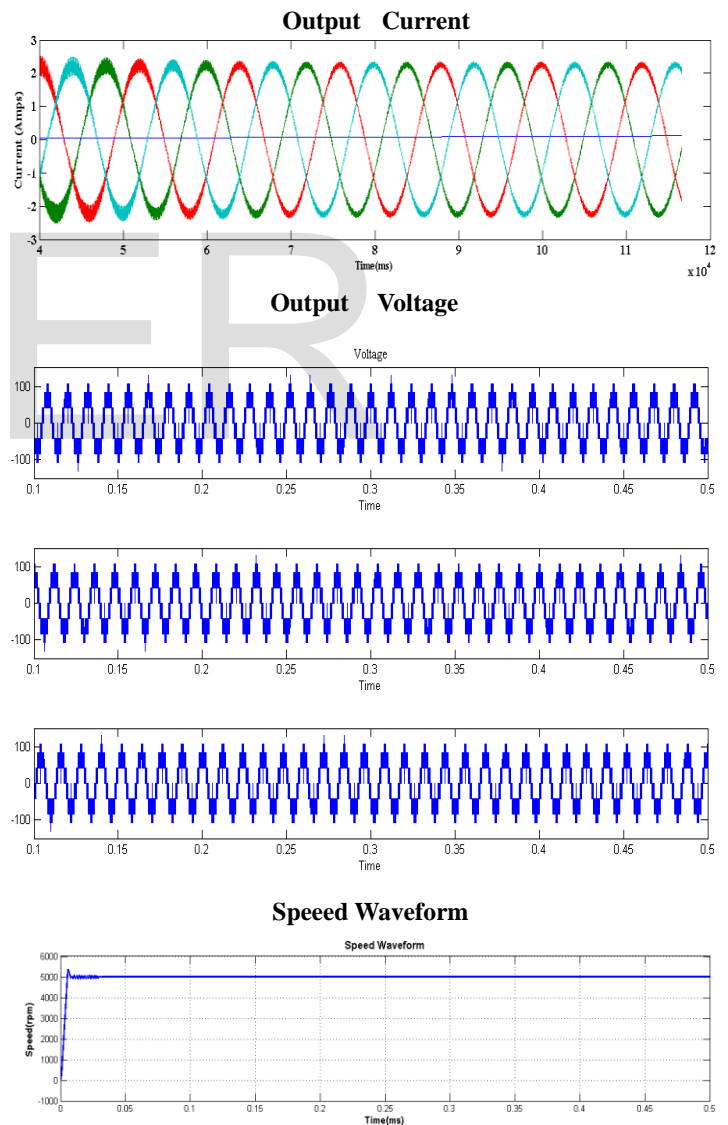 Output Current
3
2
1
0
-1
-2
-3
Current (Amps)
4 5 6 7 8 9 10 11 12
Time(ms)
x 10^4
ER
Output Voltage
Voltage
100
0
-100
0.1 0.15 0.2 0.25 0.3 0.35 0.4 0.45 0.5
Time
100
0
-100
0.1 0.15 0.2 0.25 0.3 0.35 0.4 0.45 0.5
Time
100
0
-100
0.1 0.15 0.2 0.25 0.3 0.35 0.4 0.45 0.5
Time
Speeed Waveform
Speed Waveform
6000
5000
4000
3000
2000
1000
0
-1000
Speed(rpm)
0 0.05 0.1 0.15 0.2 0.25 0.3 0.35 0.4 0.45 0.5
Time(ms)